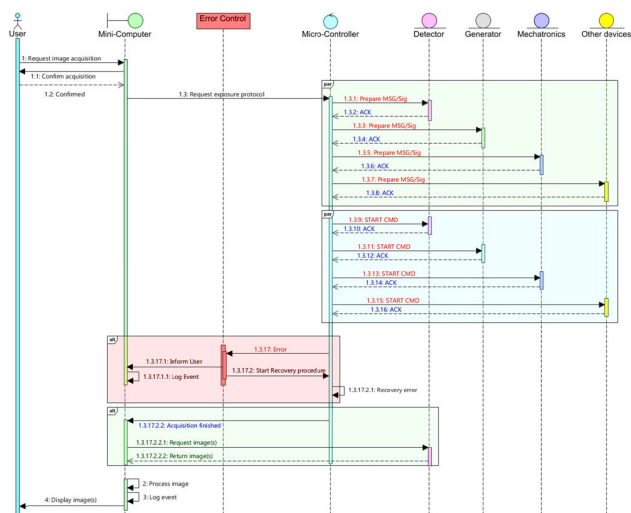 Error Control
User
Mini-Computer
Micro-Controller
Detector
Generator
Mechatronics
Other devices
1: Request image acquisition
1.1: Confirm acquisition
1.2: Confirmed
1.3: Request exposure protocol
par
1.3.1: Prepare MSG/Sig
1.3.2: ACK
1.3.3: Prepare MSG/Sig
1.3.4: ACK
1.3.5: Prepare MSG/Sig
1.3.6: ACK
1.3.7: Prepare MSG/Sig
1.3.8: ACK
par
1.3.9: START CMD
1.3.10: ACK
1.3.11: START CMD
1.3.12: ACK
1.3.13: START CMD
1.3.14: ACK
1.3.15: START CMD
1.3.16: ACK
alt
1.3.17: Error
1.3.17.1: Inform User
1.3.17.2: Start Recovery procedure
1.3.17.1.1: Log Event
1.3.17.2.1: Recovery error
alt
1.3.17.2.2: Acquisition finished
1.3.17.2.2.1: Request image(s)
1.3.17.2.2.2: Return image(s)
2: Process image
3: Log event
4: Display image(s)